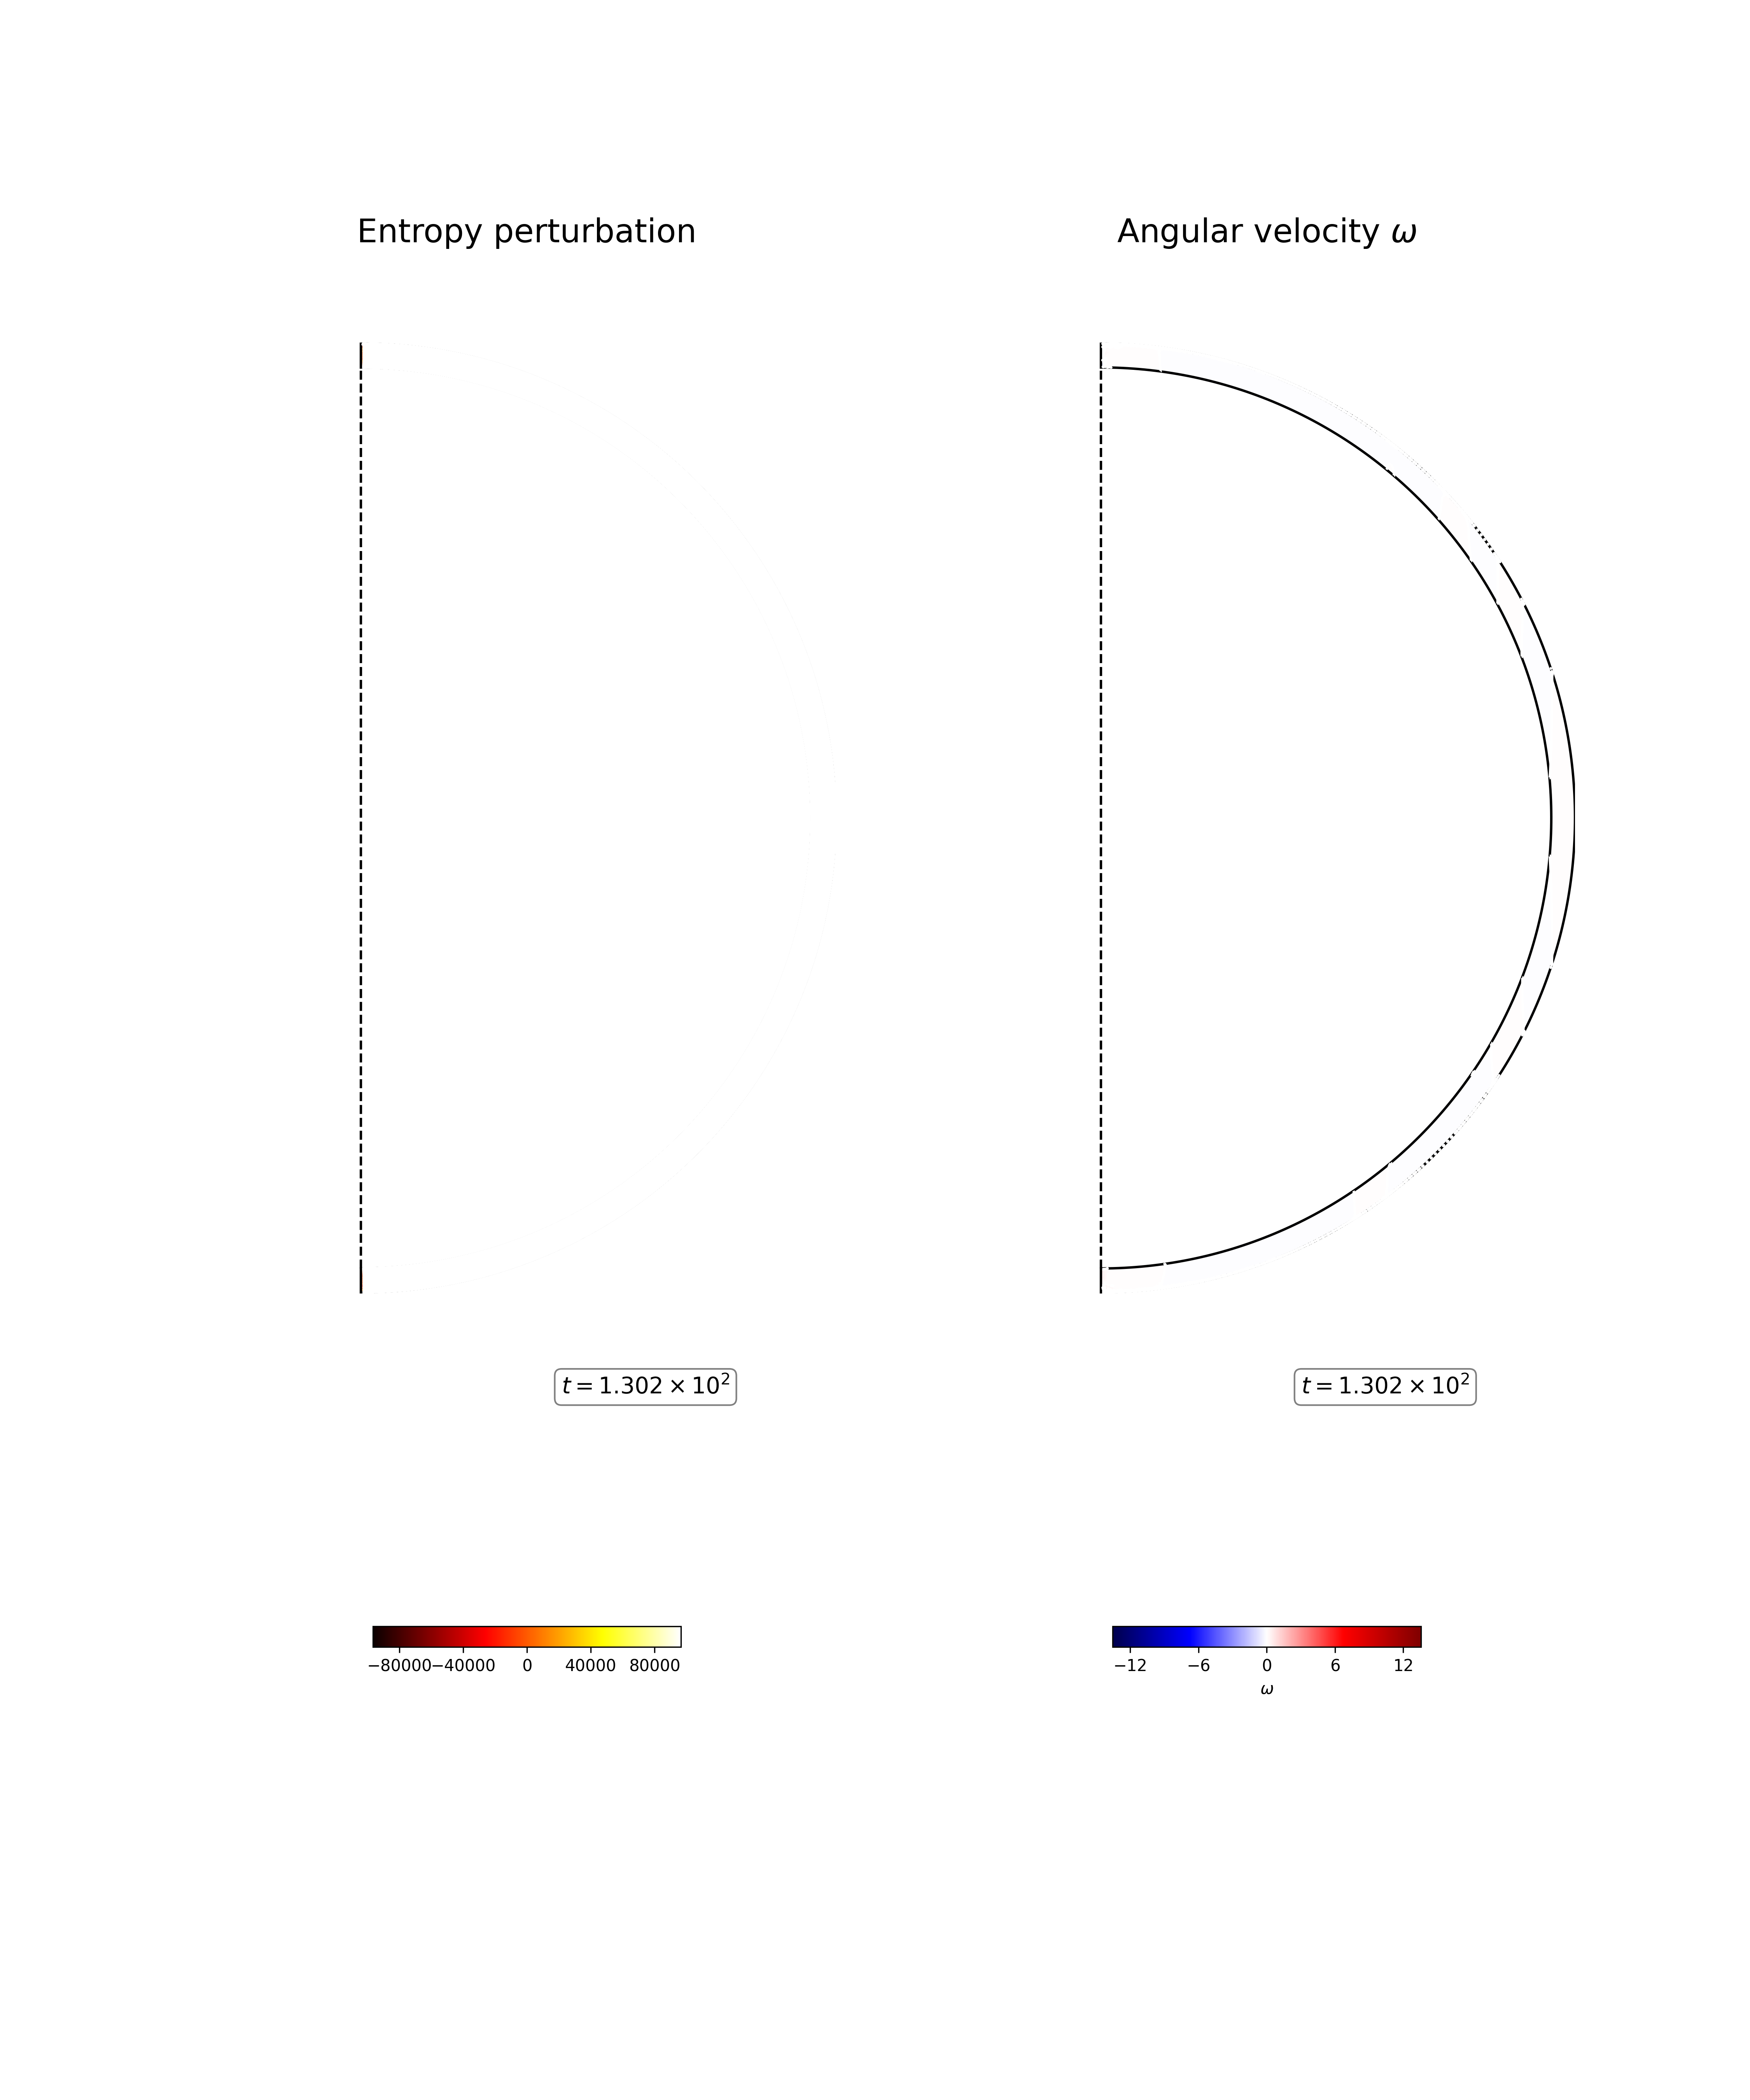 Entropy perturbation
Angular velocity ω
t = 1.302 × 10²
t = 1.302 × 10²
−80000 −40000 0 40000 80000
−12 −6 0 6 12
ω